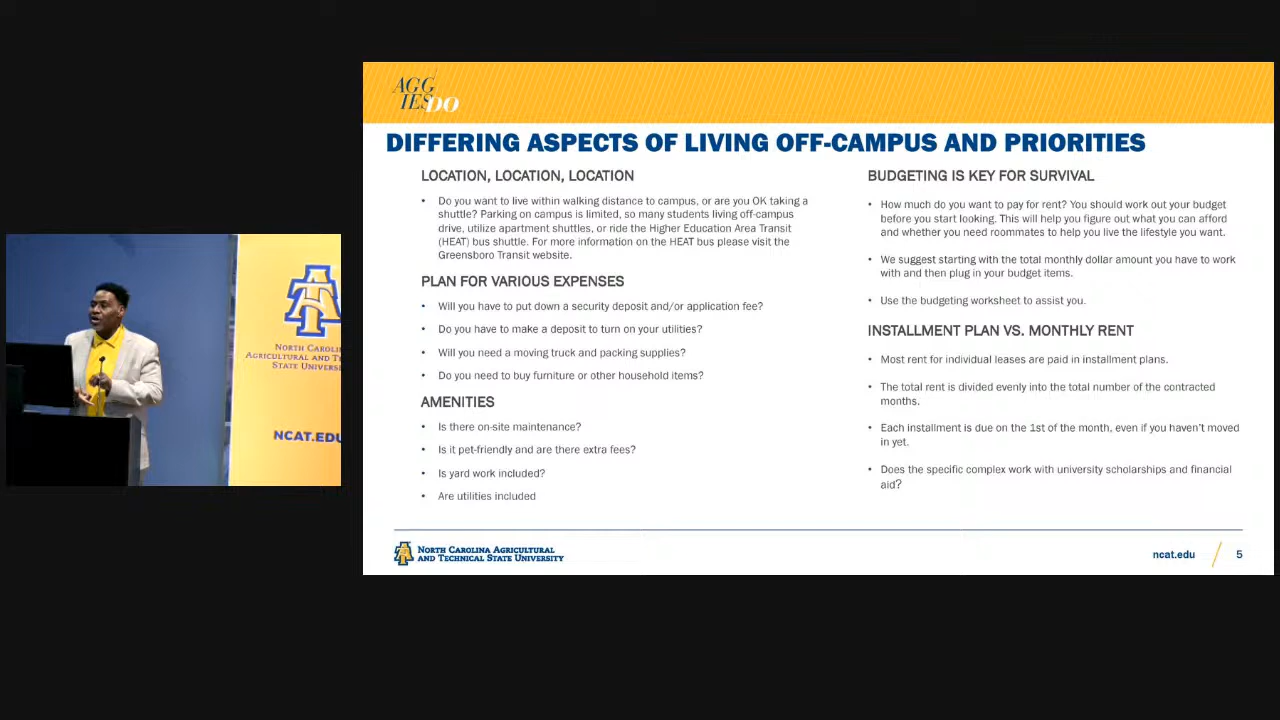 AGG
IESDO
DIFFERING ASPECTS OF LIVING OFF-CAMPUS AND PRIORITIES
LOCATION, LOCATION, LOCATION
• Do you want to live within walking distance to campus, or are you OK taking a
shuttle? Parking on campus is limited, so many students living off-campus
drive, utilize apartment shuttles, or ride the Higher Education Area Transit
(HEAT) bus shuttle. For more information on the HEAT bus please visit the
Greensboro Transit website.
PLAN FOR VARIOUS EXPENSES
• Will you have to put down a security deposit and/or application fee?
• Do you have to make a deposit to turn on your utilities?
• Will you need a moving truck and packing supplies?
• Do you need to buy furniture or other household items?
AMENITIES
• Is there on-site maintenance?
• Is it pet-friendly and are there extra fees?
• Is yard work included?
• Are utilities included
BUDGETING IS KEY FOR SURVIVAL
• How much do you want to pay for rent? You should work out your budget
before you start looking. This will help you figure out what you can afford
and whether you need roommates to help you live the lifestyle you want.
• We suggest starting with the total monthly dollar amount you have to work
with and then plug in your budget items.
• Use the budgeting worksheet to assist you.
INSTALLMENT PLAN VS. MONTHLY RENT
• Most rent for individual leases are paid in installment plans.
• The total rent is divided evenly into the total number of the contracted
months.
• Each installment is due on the 1st of the month, even if you haven't moved
in yet.
• Does the specific complex work with university scholarships and financial
aid?
NORTH CAROLINA AGRICULTURAL
AND TECHNICAL STATE UNIVERSITY
ncat.edu
5
AT
NORTH CAROLI
AGRICULTURAL AND T
STATE UNIVERSI
NCAT.EDU